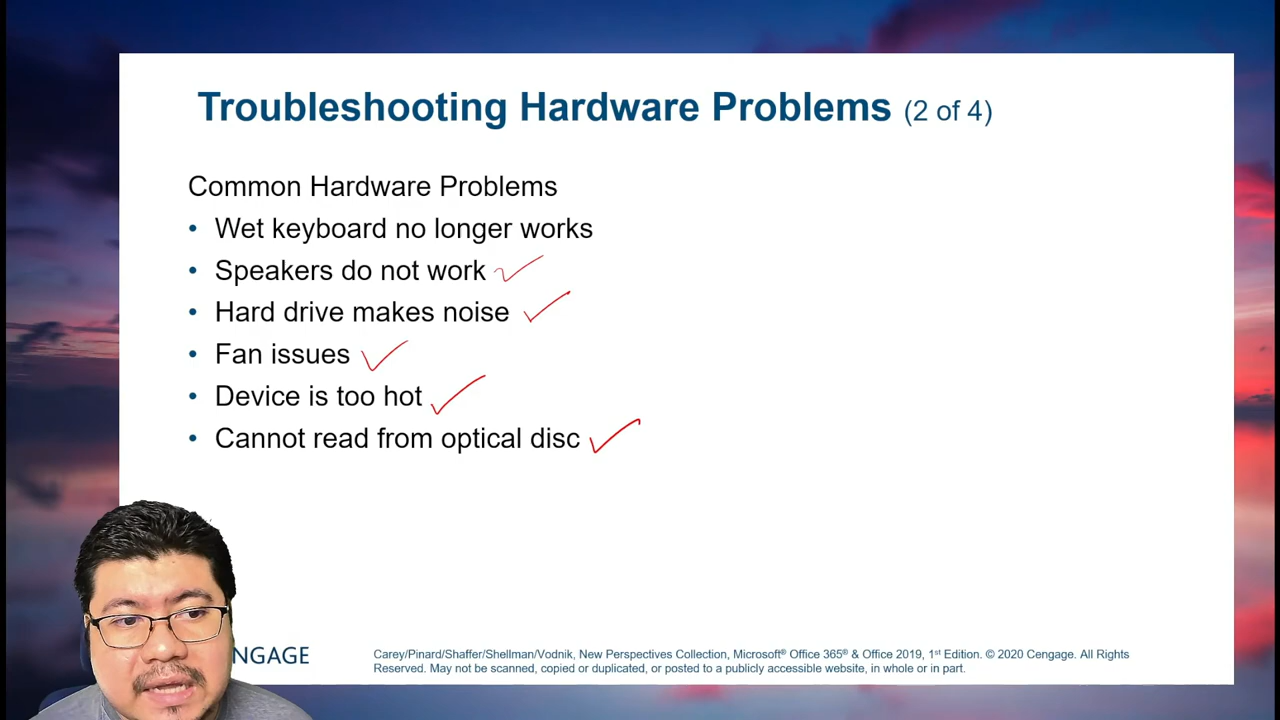 Troubleshooting Hardware Problems (2 of 4)
Common Hardware Problems
• Wet keyboard no longer works
• Speakers do not work
• Hard drive makes noise
• Fan issues
• Device is too hot
• Cannot read from optical disc
NGAGE
Carey/Pinard/Shaffer/Shellman/Vodnik, New Perspectives Collection, Microsoft® Office 365® & Office 2019, 1st Edition. © 2020 Cengage. All Rights
Reserved. May not be scanned, copied or duplicated, or posted to a publicly accessible website, in whole or in part.